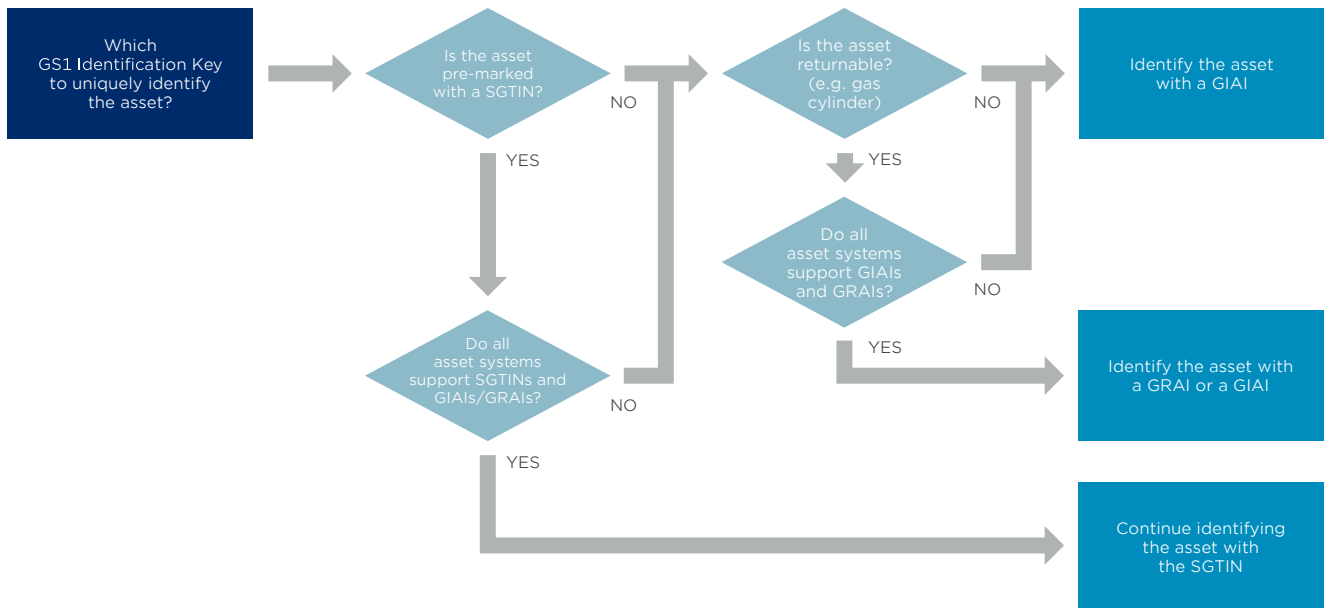 Which
GS1 Identification Key
to uniquely identify
the asset?
Is the asset
pre-marked
with a SGTIN?
NO
YES
Is the asset
returnable?
(e.g. gas
cylinder)
NO
YES
Identify the asset
with a GIAI
Do all
asset systems
support GIAIs
and GRAIs?
NO
YES
Do all
asset systems
support SGTINs and
GIAIs/GRAIs?
NO
YES
Identify the asset with
a GRAI or a GIAI
Continue identifying
the asset with
the SGTIN